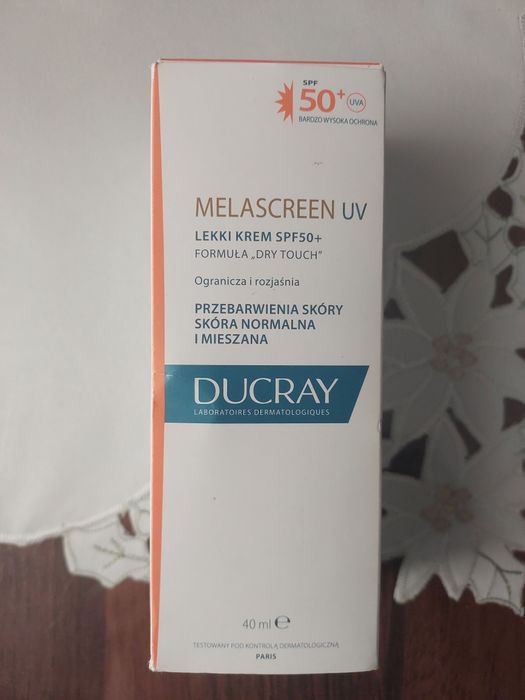 SPF
50+ UVA
BARDZO WYSOKA OCHRONA
MELASCREEN UV
LEKKI KREM SPF50+
FORMUŁA „DRY TOUCH”
Ogranicza i rozjaśnia
PRZEBARWIENIA SKÓRY
SKÓRA NORMALNA
I MIESZANA
DUCRAY
LABORATOIRES DERMATOLOGIQUES
40 ml ℮
TESTOWANY POD KONTROLĄ DERMATOLOGICZNĄ
PARIS